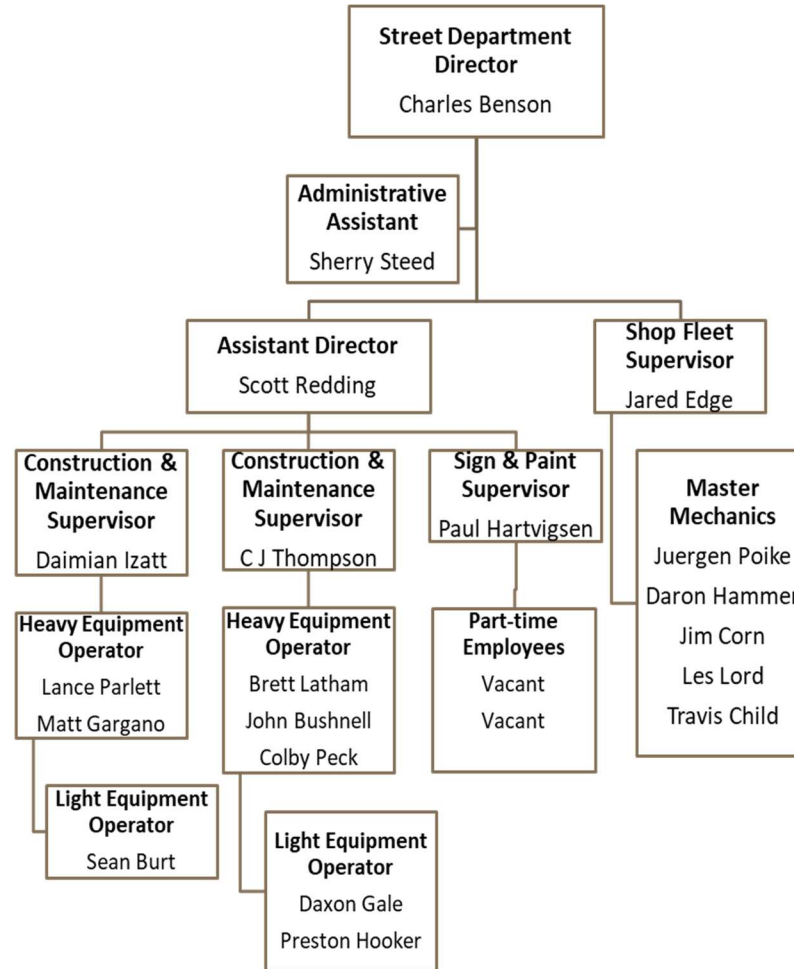 Street Department
Director
Charles Benson
Administrative
Assistant
Sherry Steed
Assistant Director
Scott Redding
Shop Fleet
Supervisor
Jared Edge
Construction &
Maintenance
Supervisor
Daimian Izatt
Construction &
Maintenance
Supervisor
C J Thompson
Sign & Paint
Supervisor
Paul Hartvigsen
Master
Mechanics
Juergen Poike
Daron Hammer
Jim Corn
Les Lord
Travis Child
Heavy Equipment
Operator
Lance Parlett
Matt Gargano
Heavy Equipment
Operator
Brett Latham
John Bushnell
Colby Peck
Part-time
Employees
Vacant
Vacant
Light Equipment
Operator
Sean Burt
Light Equipment
Operator
Daxon Gale
Preston Hooker